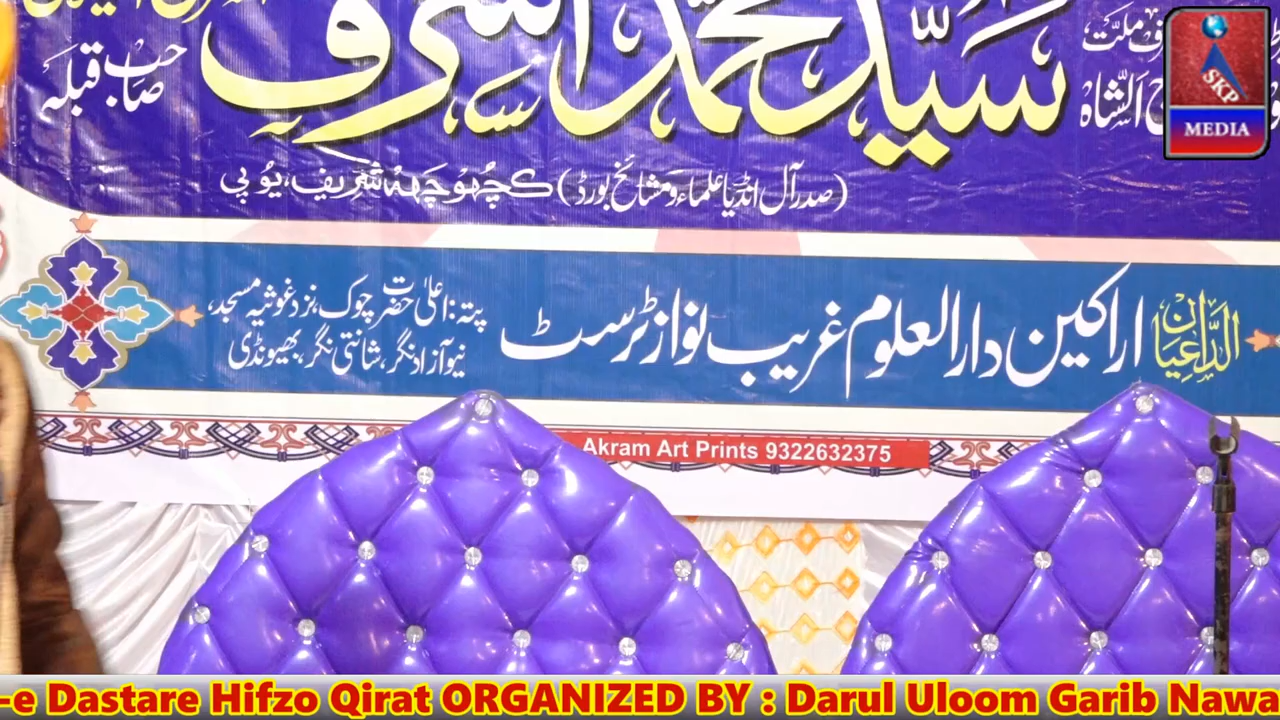 سید محمد اشرف
صاحب قبلہ
(صدر آل انڈیا علماء و مشائخ بورڈ) کچھوچھہ شریف، یو پی
الداعیان اراکین دارالعلوم غریب نواز ٹرسٹ
پتہ: اعلیٰ حضرت چوک، نزد غوثیہ مسجد،
نیو آزاد نگر، شانتی نگر، بھیونڈی
Akram Art Prints 9322632375
SKP
MEDIA
-e Dastare Hifzo Qirat ORGANIZED BY : Darul Uloom Garib Nawa